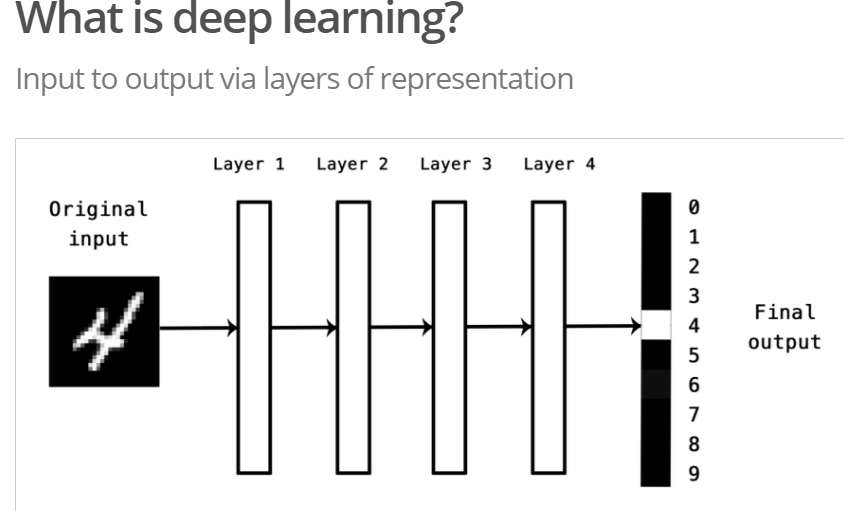 What is deep learning?
Input to output via layers of representation
Layer 1 Layer 2 Layer 3 Layer 4
Original
input
0
1
2
3
4
5
6
7
8
9
Final
output